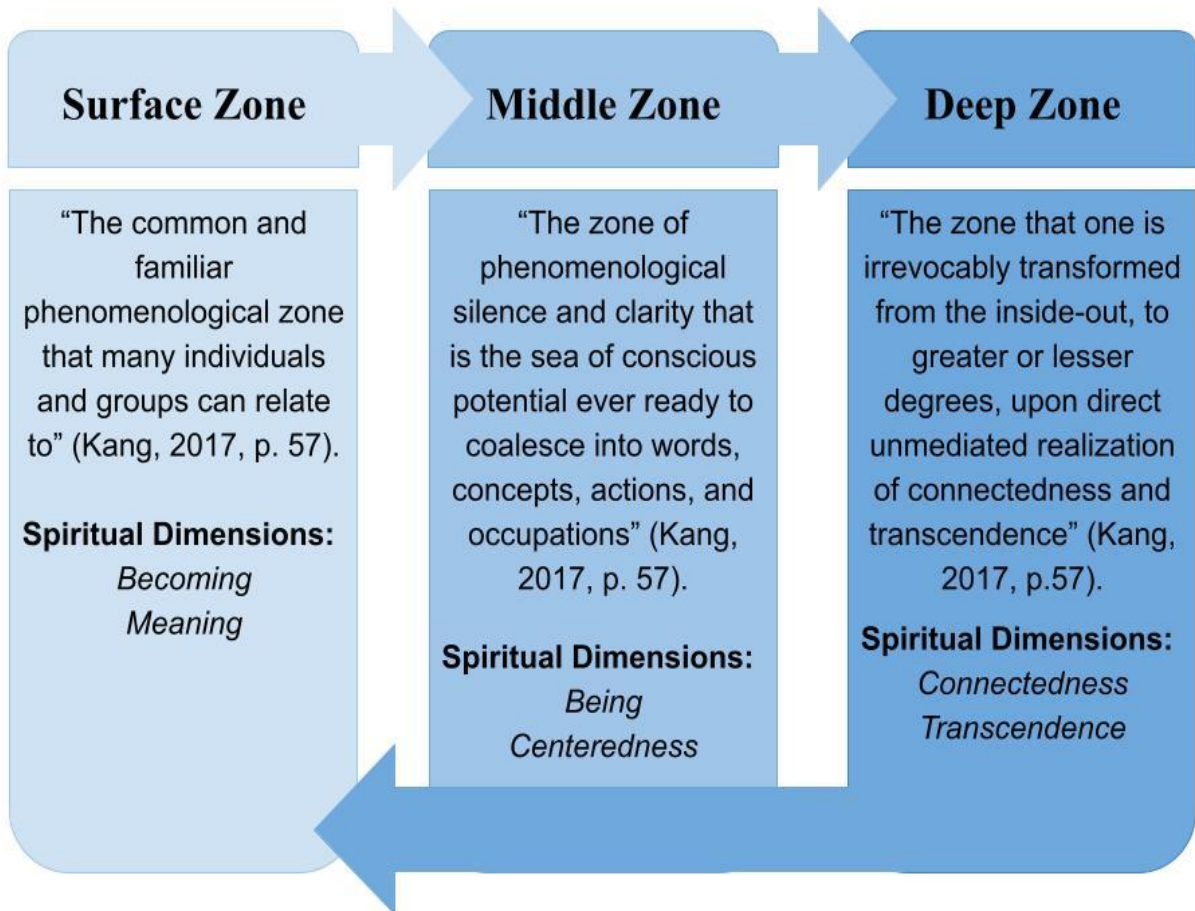 Surface Zone
Middle Zone
Deep Zone
“The common and
familiar
phenomenological zone
that many individuals
and groups can relate
to” (Kang, 2017, p. 57).
Spiritual Dimensions:
Becoming
Meaning
“The zone of
phenomenological
silence and clarity that
is the sea of conscious
potential ever ready to
coalesce into words,
concepts, actions, and
occupations” (Kang,
2017, p. 57).
Spiritual Dimensions:
Being
Centeredness
“The zone that one is
irrevocably transformed
from the inside-out, to
greater or lesser
degrees, upon direct
unmediated realization
of connectedness and
transcendence” (Kang,
2017, p.57).
Spiritual Dimensions:
Connectedness
Transcendence